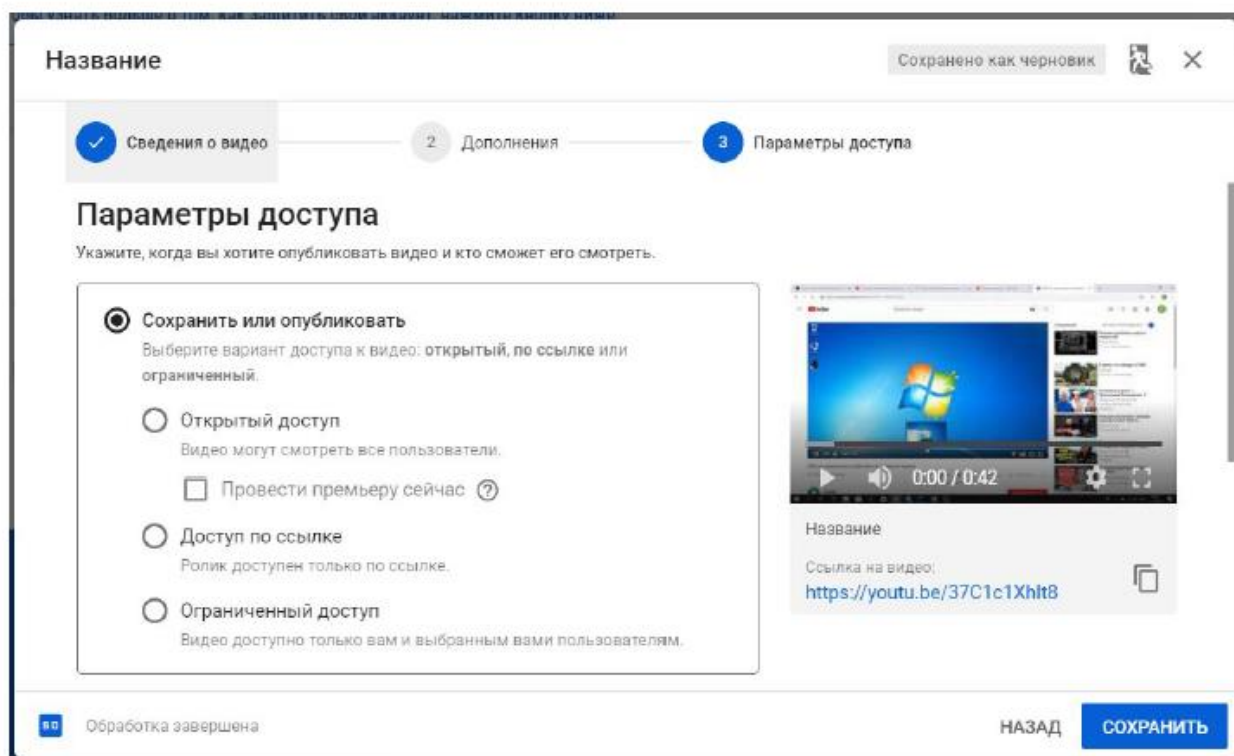 Название
Сохранено как черновик
Сведения о видео
2 Дополнения
3 Параметры доступа
Параметры доступа
Укажите, когда вы хотите опубликовать видео и кто сможет его смотреть.
Сохранить или опубликовать
Выберите вариант доступа к видео: открытый, по ссылке или
ограниченный.
Открытый доступ
Видео могут смотреть все пользователи.
Провести премьеру сейчас ?
Доступ по ссылке
Ролик доступен только по ссылке.
Ограниченный доступ
Видео доступно только вам и выбранным вами пользователям.
0:00 / 0:42
Название
Ссылка на видео:
https://youtu.be/37C1c1Xhlt8
SD Обработка завершена
НАЗАД
СОХРАНИТЬ